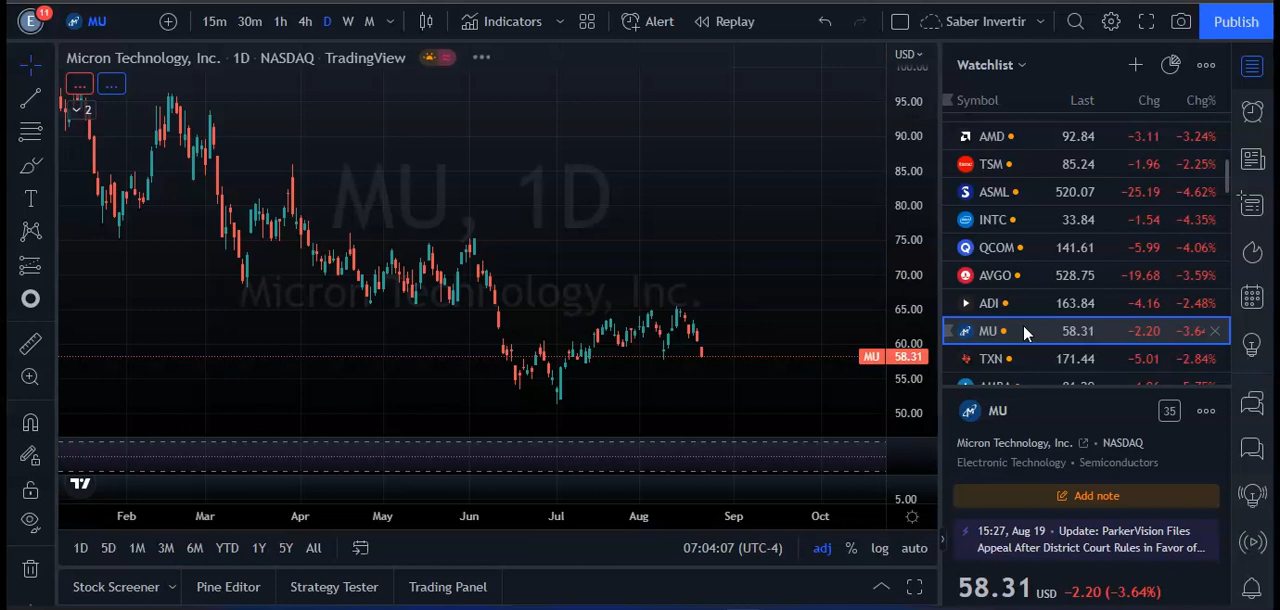 E 11 MU 15m 30m 1h 4h D W M Indicators Alert Replay Saber Invertir Publish
Micron Technology, Inc. · 1D · NASDAQ TradingView
... ...
2
MU, 1D
Micron Technology, Inc.
USD
100.00
95.00
90.00
85.00
80.00
75.00
70.00
65.00
60.00
MU 58.31
55.00
50.00
5.00
Feb Mar Apr May Jun Jul Aug Sep Oct
1D 5D 1M 3M 6M YTD 1Y 5Y All 07:04:07 (UTC-4) adj % log auto
Stock Screener Pine Editor Strategy Tester Trading Panel
Watchlist
Symbol Last Chg Chg%
AMD 92.84 −3.11 −3.24%
TSM 85.24 −1.96 −2.25%
ASML 520.07 −25.19 −4.62%
INTC 33.84 −1.54 −4.35%
QCOM 141.61 −5.99 −4.06%
AVGO 528.75 −19.68 −3.59%
ADI 163.84 −4.16 −2.48%
MU 58.31 −2.20 −3.64
TXN 171.44 −5.01 −2.84%
MU 35
Micron Technology, Inc. • NASDAQ
Electronic Technology • Semiconductors
Add note
15:27, Aug 19 • Update: ParkerVision Files
Appeal After District Court Rules in Favor of...
58.31 USD −2.20 (−3.64%)